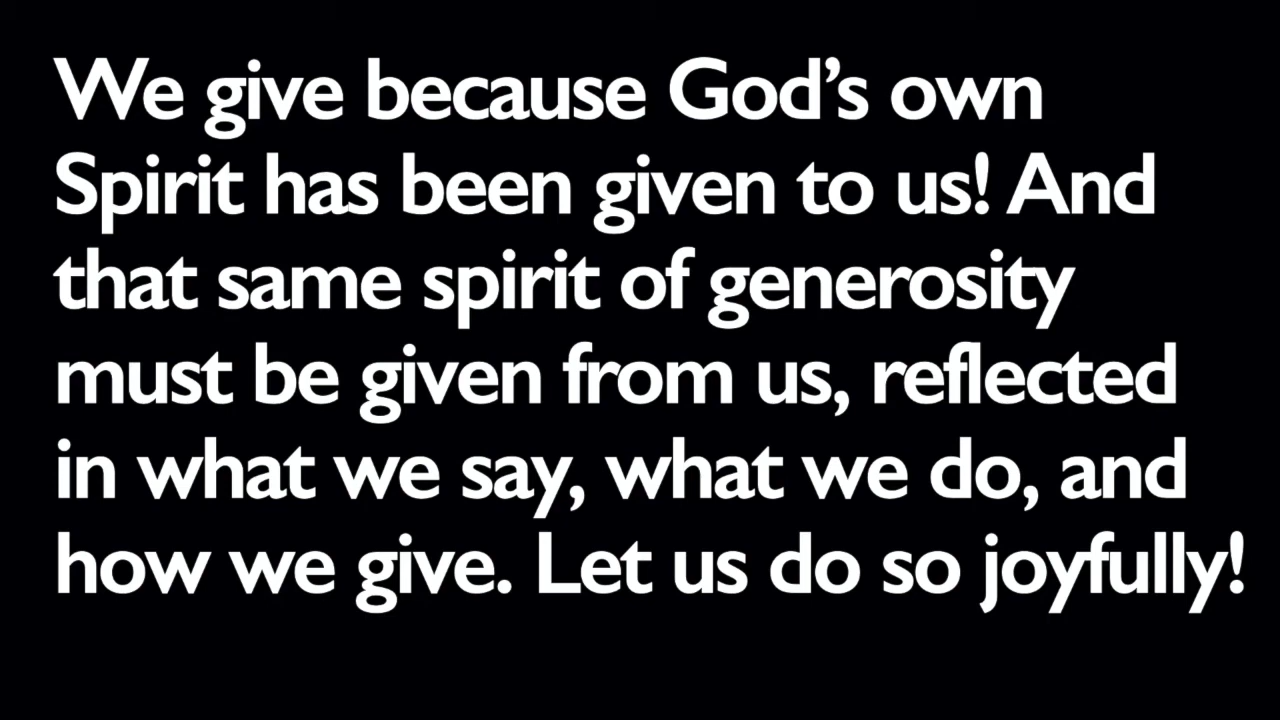 We give because God’s own
Spirit has been given to us! And
that same spirit of generosity
must be given from us, reflected
in what we say, what we do, and
how we give. Let us do so joyfully!